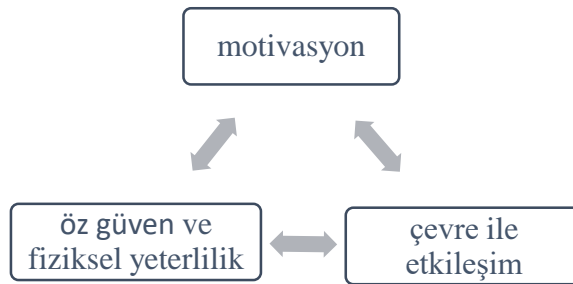 motivasyon
öz güven ve
fiziksel yeterlilik
çevre ile
etkileşim